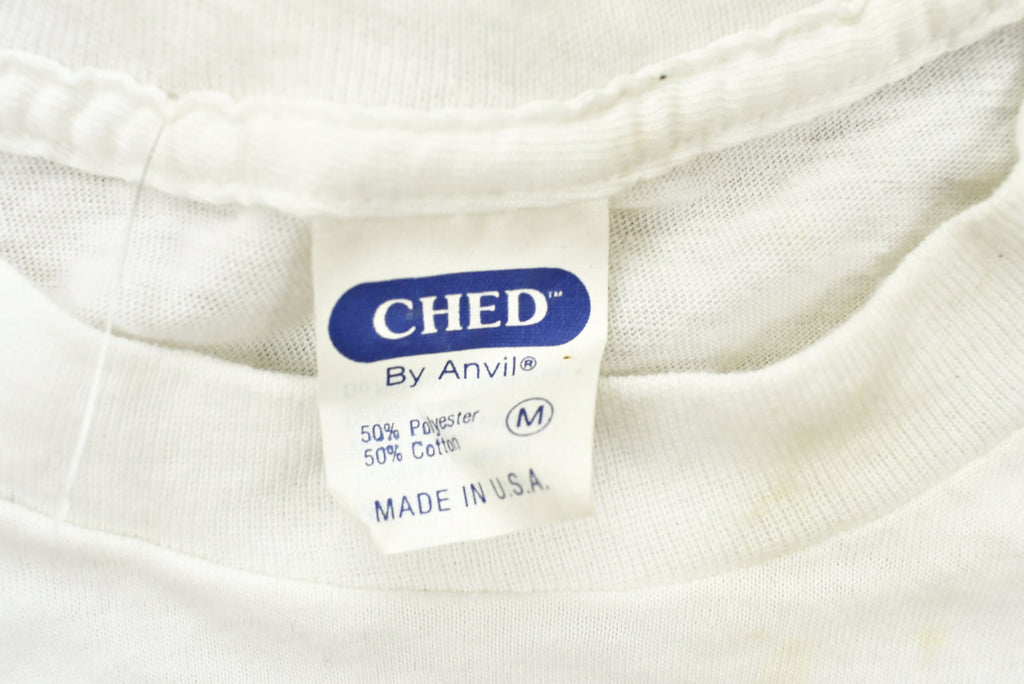 CHED™
By Anvil®
50% Polyester
50% Cotton
M
MADE IN U.S.A.